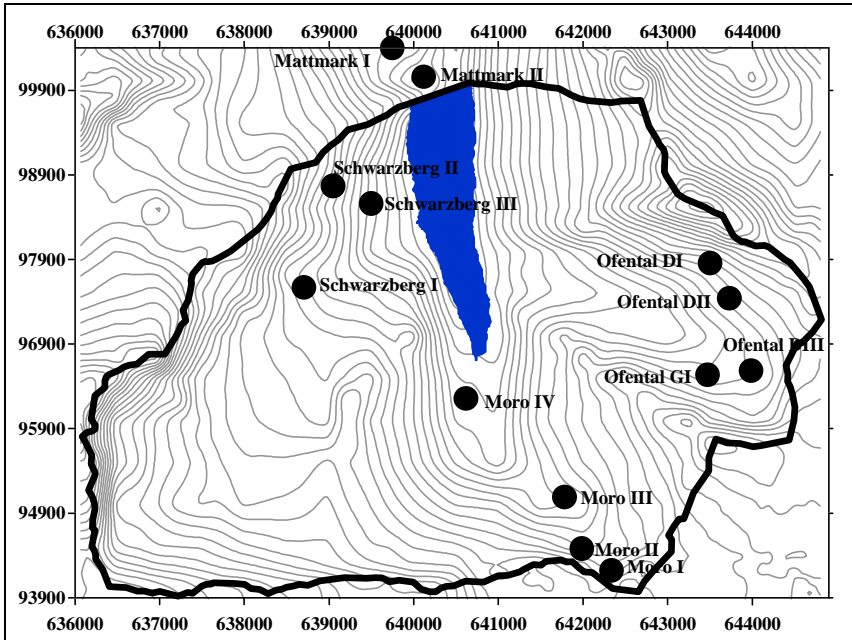 636000 637000 638000 639000 640000 641000 642000 643000 644000
Mattmark I
Mattmark II
99900
98900
Schwarzberg II
Schwarzberg III
97900
Ofental DI
Schwarzberg I
Ofental DII
96900
Ofental DIII
Ofental GI
Moro IV
95900
94900
Moro III
Moro II
Moro I
93900
636000 637000 638000 639000 640000 641000 642000 643000 644000